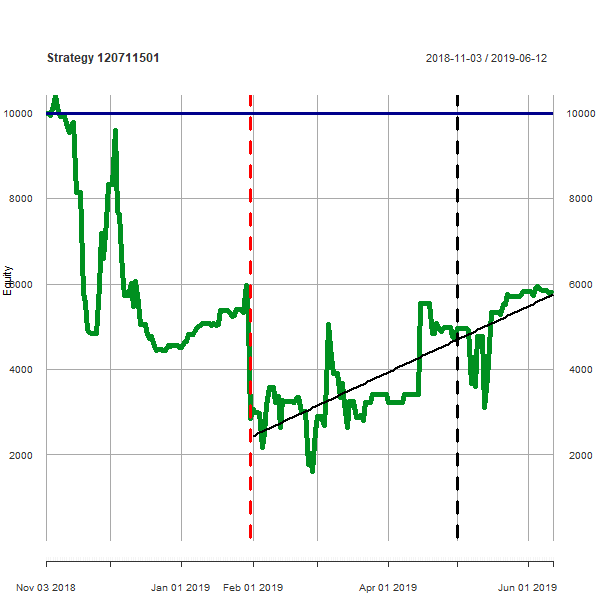 Strategy 120711501
2018-11-03 / 2019-06-12
10000
10000
8000
8000
6000
6000
Equity
4000
4000
2000
2000
Nov 03 2018
Jan 01 2019
Feb 01 2019
Apr 01 2019
Jun 01 2019